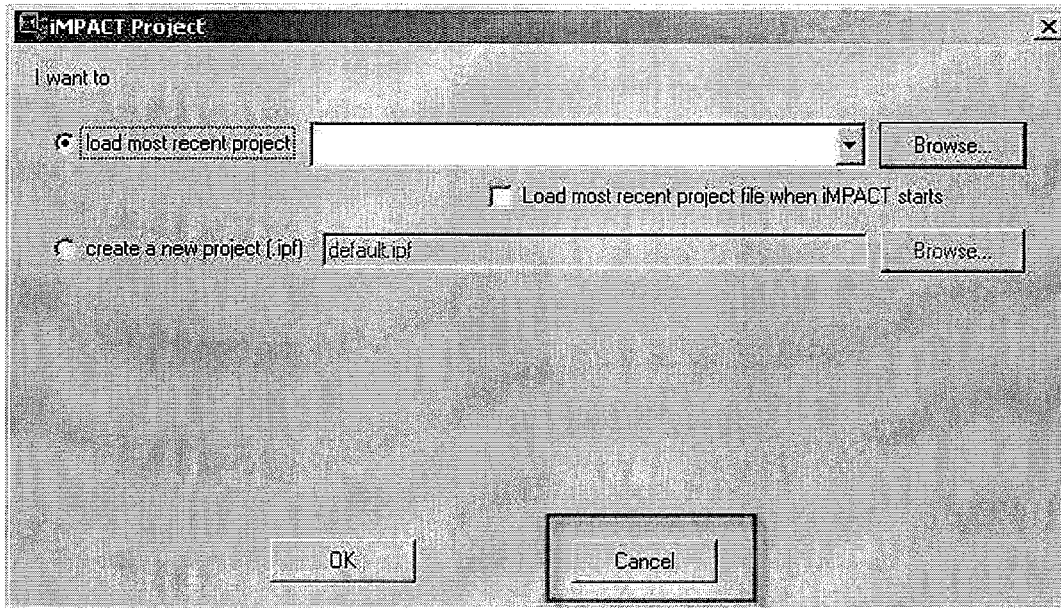 iMPACT Project
I want to
load most recent project Browse...
Load most recent project file when iMPACT starts
create a new project (.ipf) default.ipf Browse...
OK Cancel